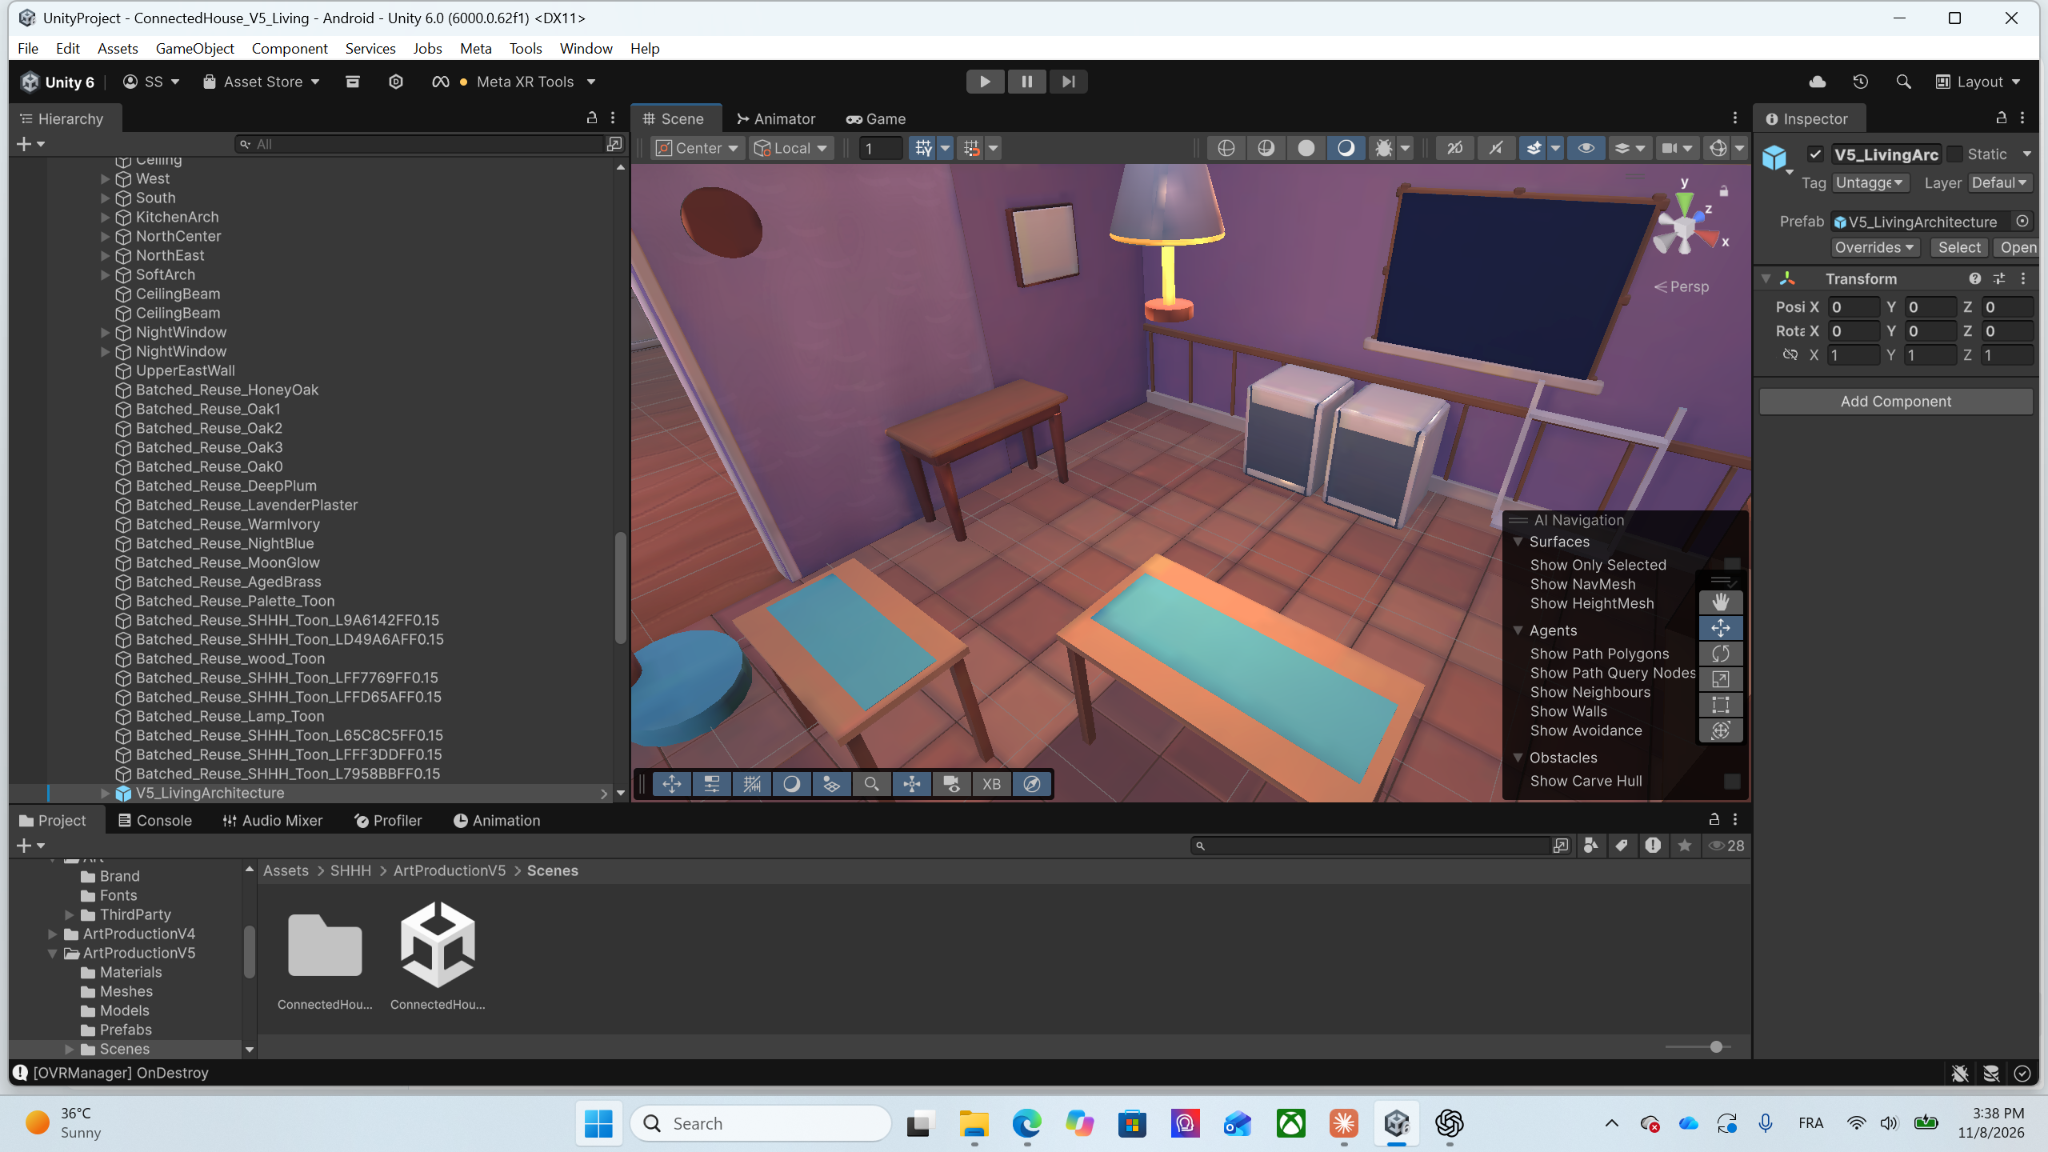 UnityProject - ConnectedHouse_V5_Living - Android - Unity 6.0 (6000.0.62f1) <DX11>
File Edit Assets GameObject Component Services Jobs Meta Tools Window Help
Unity 6 SS Asset Store Meta XR Tools Layout
Hierarchy
All
Ceiling
West
South
KitchenArch
NorthCenter
NorthEast
SoftArch
CeilingBeam
CeilingBeam
NightWindow
NightWindow
UpperEastWall
Batched_Reuse_HoneyOak
Batched_Reuse_Oak1
Batched_Reuse_Oak2
Batched_Reuse_Oak3
Batched_Reuse_Oak0
Batched_Reuse_DeepPlum
Batched_Reuse_LavenderPlaster
Batched_Reuse_WarmIvory
Batched_Reuse_NightBlue
Batched_Reuse_MoonGlow
Batched_Reuse_AgedBrass
Batched_Reuse_Palette_Toon
Batched_Reuse_SHHH_Toon_L9A6142FF0.15
Batched_Reuse_SHHH_Toon_LD49A6AFF0.15
Batched_Reuse_wood_Toon
Batched_Reuse_SHHH_Toon_LFF7769FF0.15
Batched_Reuse_SHHH_Toon_LFFD65AFF0.15
Batched_Reuse_Lamp_Toon
Batched_Reuse_SHHH_Toon_L65C8C5FF0.15
Batched_Reuse_SHHH_Toon_LFFF3DDFF0.15
Batched_Reuse_SHHH_Toon_L7958BBFF0.15
V5_LivingArchitecture
Scene Animator Game
Center Local 1 2D
y
z
x
Persp
AI Navigation
Surfaces
Show Only Selected
Show NavMesh
Show HeightMesh
Agents
Show Path Polygons
Show Path Query Nodes
Show Neighbours
Show Walls
Show Avoidance
Obstacles
Show Carve Hull
XB
Inspector
V5_LivingArc Static
Tag Untagge Layer Defaul
Prefab V5_LivingArchitecture
Overrides Select Open
Transform
Posi X 0 Y 0 Z 0
Rota X 0 Y 0 Z 0
X 1 Y 1 Z 1
Add Component
Project Console Audio Mixer Profiler Animation
28
Art
Brand
Fonts
ThirdParty
ArtProductionV4
ArtProductionV5
Materials
Meshes
Models
Prefabs
Scenes
Assets > SHHH > ArtProductionV5 > Scenes
ConnectedHou... ConnectedHou...
[OVRManager] OnDestroy
36°C
Sunny
Search
FRA
3:38 PM
11/8/2026